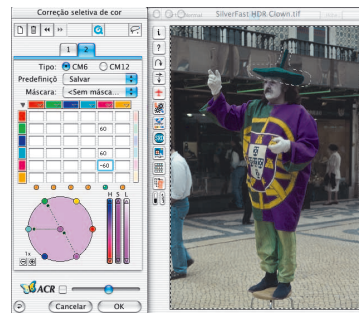 Correção seletiva de cor
SilverFast HDR Clown.tif
1 2
Tipo: CM6 CM12
Predefiniçõ Salvar
Máscara: <Sem másca...
60
60
-60
H S L
1x
ACR
Cancelar OK